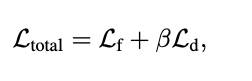 ℒ_total = ℒ_f + βℒ_d,